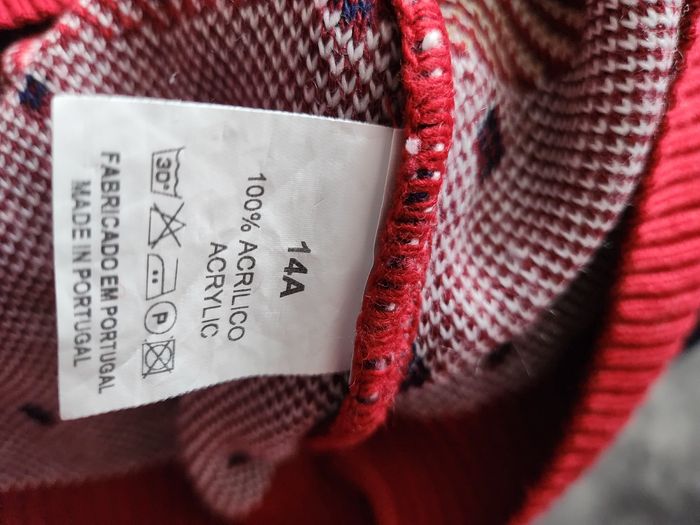 14A
100% ACRILICO
ACRYLIC
30°
P
FABRICADO EM PORTUGAL
MADE IN PORTUGAL